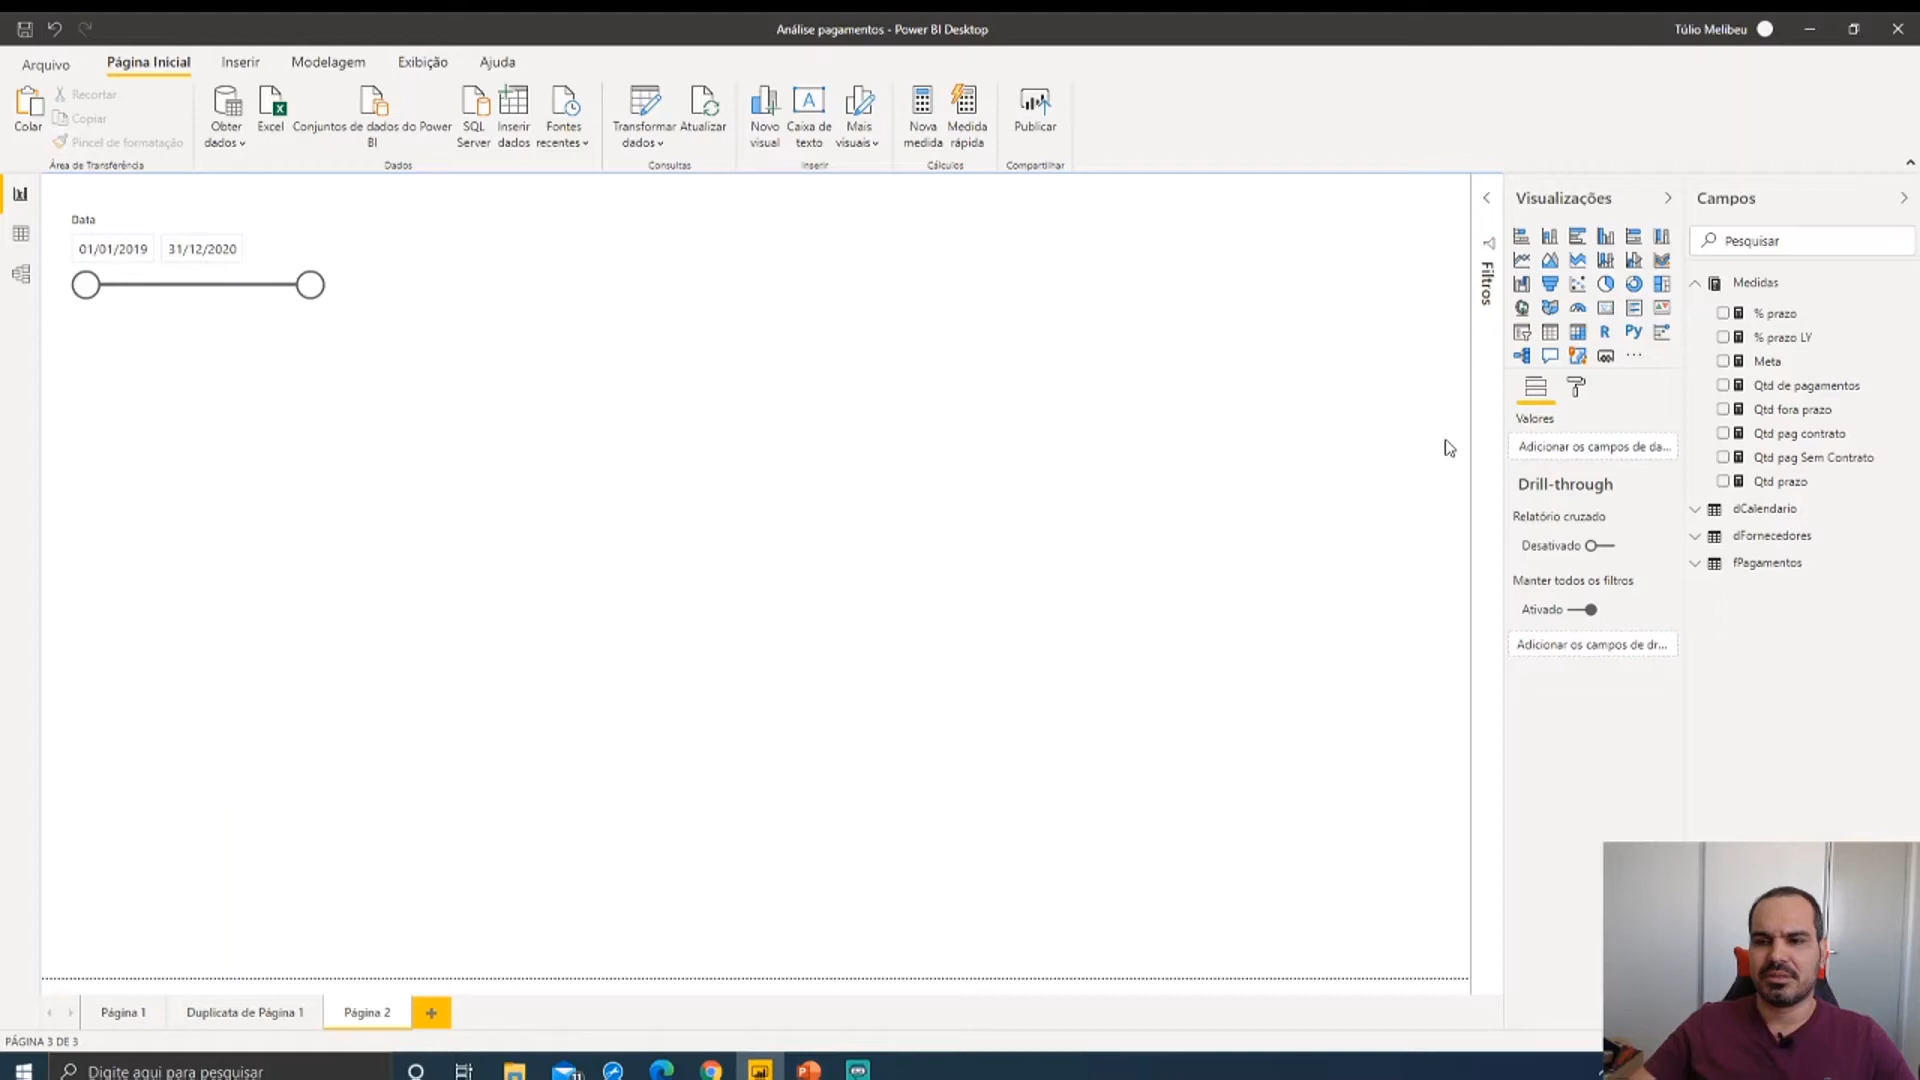 Análise pagamentos - Power BI Desktop
Túlio Melibeu
Arquivo
Página Inicial
Inserir
Modelagem
Exibição
Ajuda
Colar
Recortar
Copiar
Pincel de formatação
Área de Transferência
Obter dados
Excel
Conjuntos de dados do Power BI
SQL Server
Inserir dados
Fontes recentes
Dados
Transformar dados
Atualizar
Consultas
Novo visual
Caixa de texto
Mais visuais
Inserir
Nova medida
Medida rápida
Cálculos
Publicar
Compartilhar
Data
01/01/2019
31/12/2020
Filtros
Visualizações
R
Py
Valores
Adicionar os campos de da...
Drill-through
Relatório cruzado
Desativado
Manter todos os filtros
Ativado
Adicionar os campos de dr...
Campos
Pesquisar
Medidas
% prazo
% prazo LY
Meta
Qtd de pagamentos
Qtd fora prazo
Qtd pag contrato
Qtd pag Sem Contrato
Qtd prazo
dCalendario
dFornecedores
fPagamentos
Página 1
Duplicata de Página 1
Página 2
PÁGINA 3 DE 3
Digite aqui para pesquisar
11